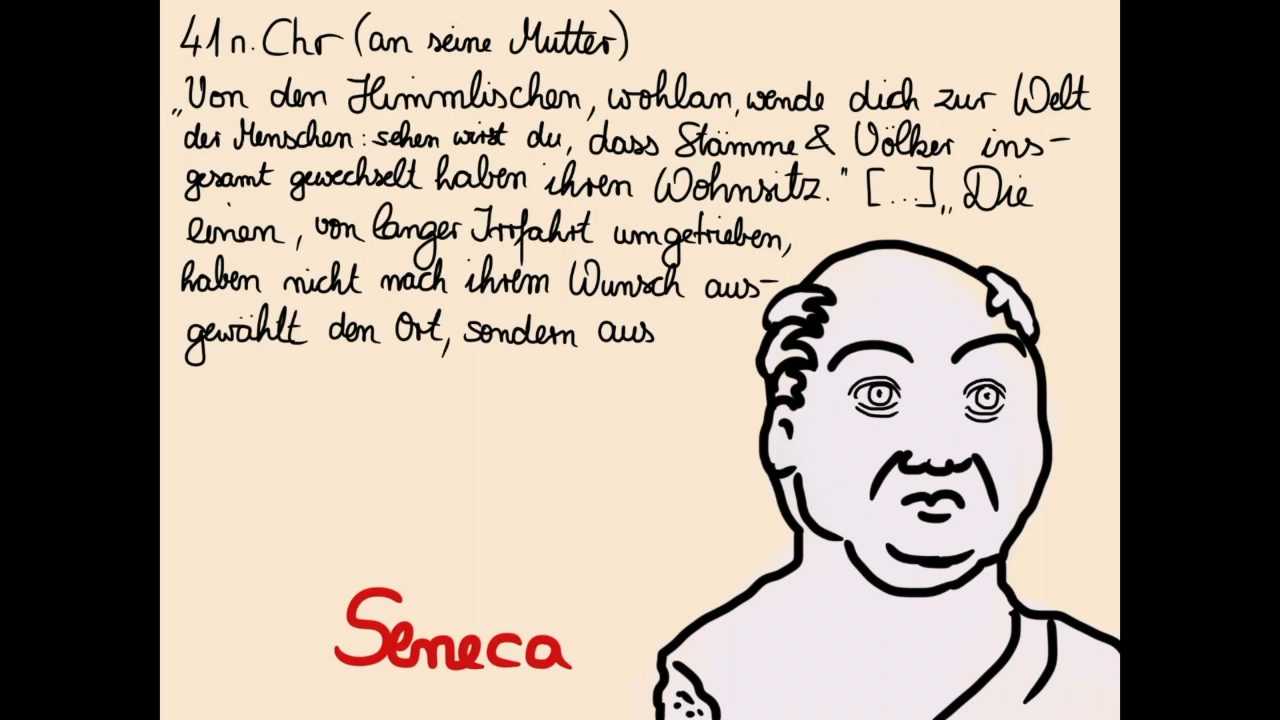 41 n. Chr (an seine Mutter)
„Von den Himmlischen, wohlan, wende dich zur Welt
der Menschen: sehen wirst du, dass Stämme & Völker ins-
gesamt gewechselt haben ihren Wohnsitz." [...] „Die
einen, von langer Irrfahrt umgetrieben,
haben nicht nach ihrem Wunsch aus-
gewählt den Ort, sondern aus
Seneca